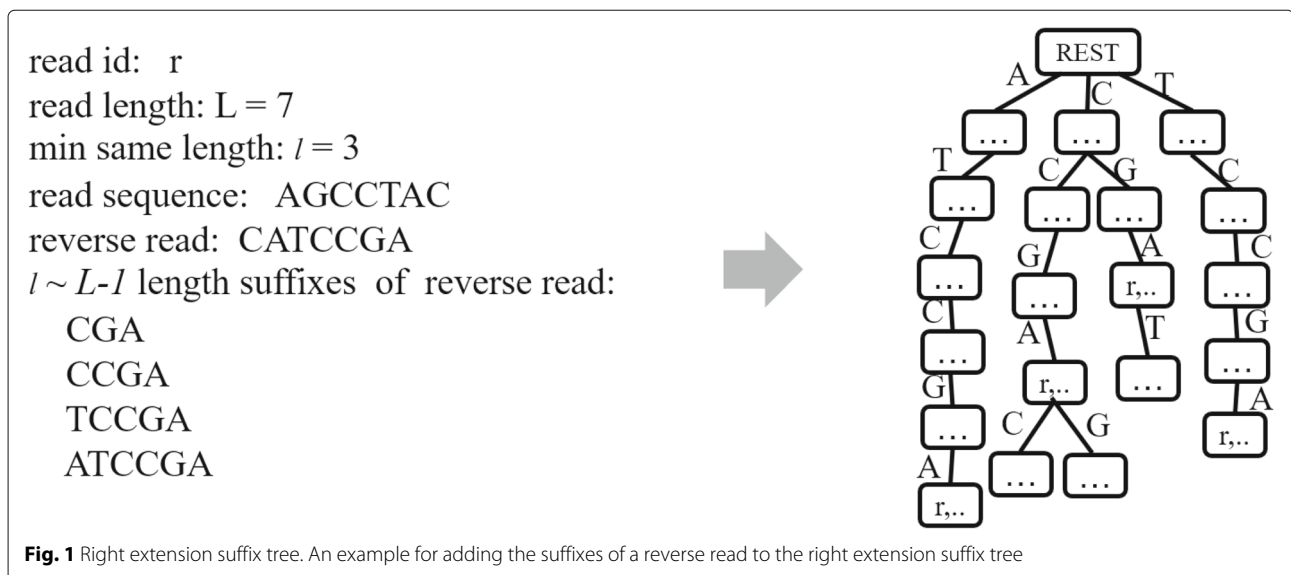 read id: r
read length: L = 7
min same length: l = 3
read sequence: AGCCTAC
reverse read: CATCCGA
l ~ L-1 length suffixes of reverse read:
CGA
CCGA
TCCGA
ATCCGA
REST
A C T
... ... ...
T C G C
... ... ... ...
C G A C
... ... r,.. ...
C A T G
... r,.. ... ...
G C G A
... ... ... r,..
A
r,..
Fig. 1 Right extension suffix tree. An example for adding the suffixes of a reverse read to the right extension suffix tree